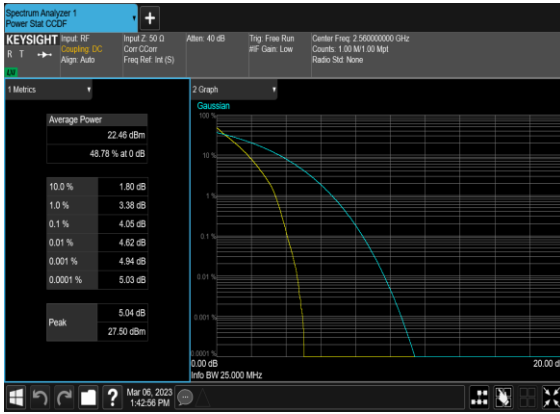 Spectrum Analyzer 1
Power Stat CCDF
+
KEYSIGHT
R T
LV
Input: RF
Coupling: DC
Align: Auto
Input Z: 50 Ω
Corr CCorr
Freq Ref: Int (S)
Atten: 40 dB
Trig: Free Run
#IF Gain: Low
Center Freq: 2.560000000 GHz
Counts: 1.00 M/1.00 Mpt
Radio Std: None
1 Metrics
Average Power
22.46 dBm
48.78 % at 0 dB
10.0 % 1.80 dB
1.0 % 3.38 dB
0.1 % 4.05 dB
0.01 % 4.62 dB
0.001 % 4.94 dB
0.0001 % 5.03 dB
Peak
5.04 dB
27.50 dBm
2 Graph
Gaussian
100 %
10 %
1 %
0.1 %
0.01 %
0.001 %
0.0001 %
0.00 dB
20.00 d
Info BW 25.000 MHz
?
Mar 06, 2023
1:42:56 PM